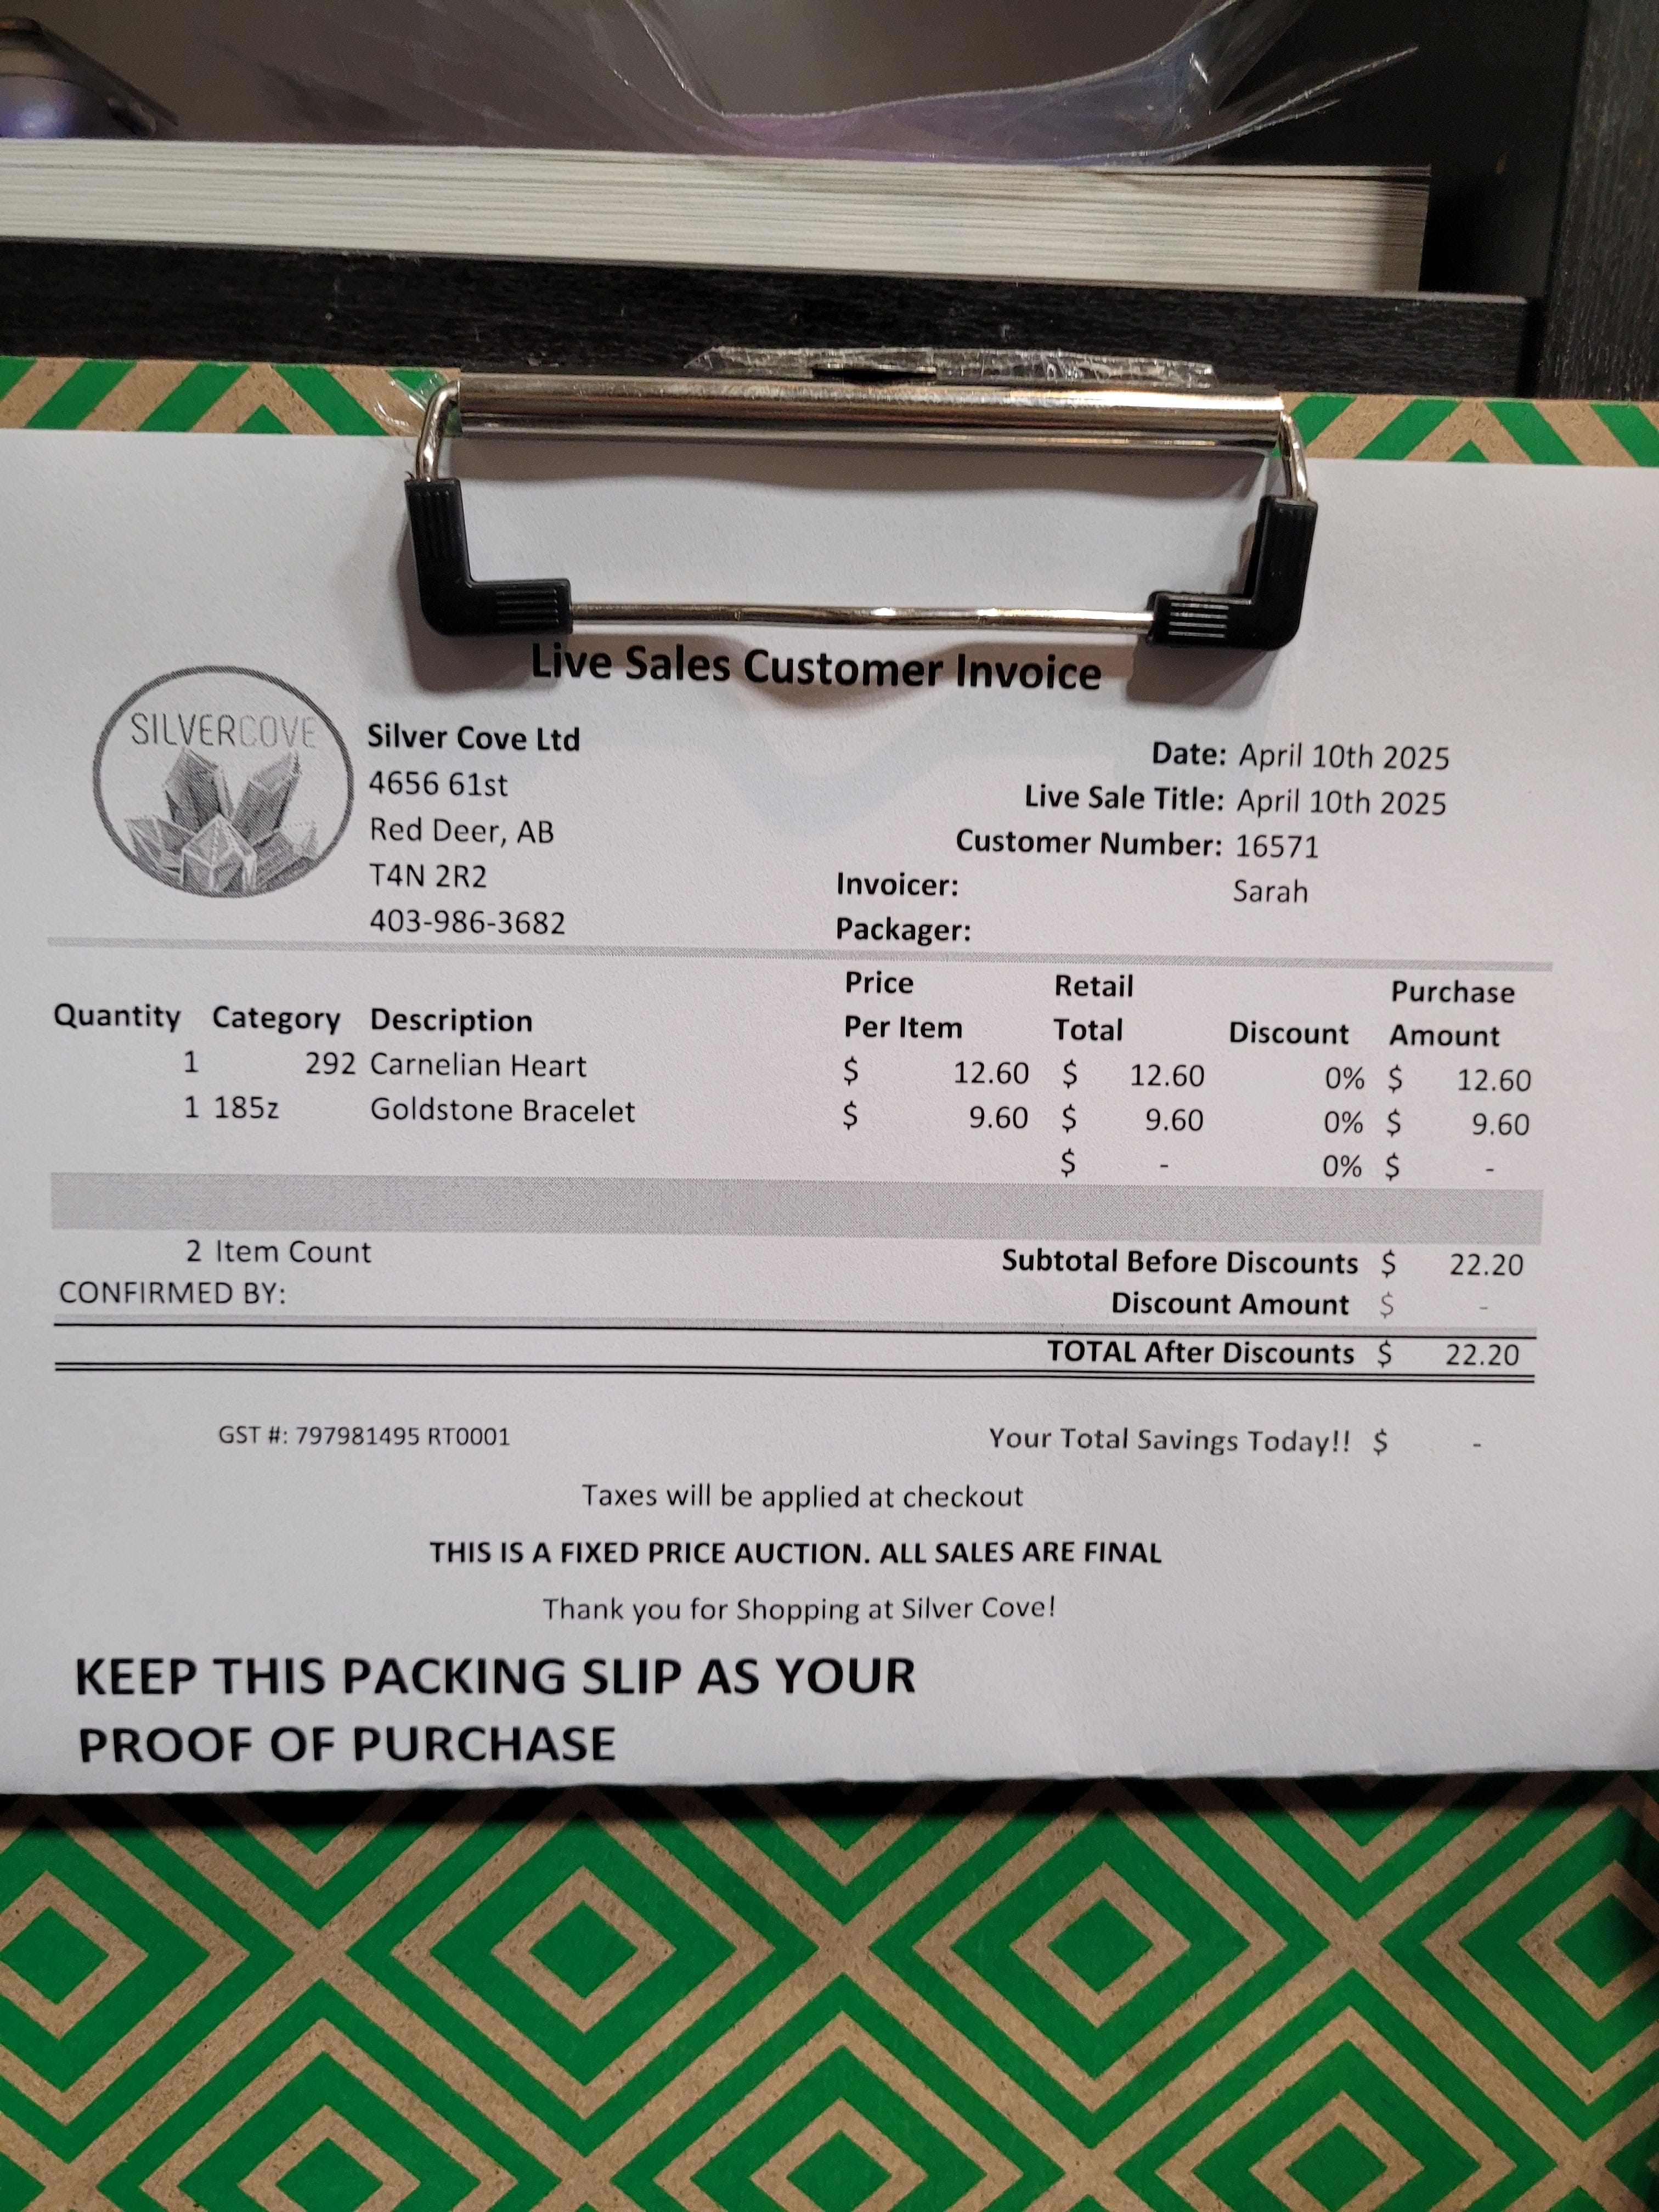 Live Sales Customer Invoice
SILVERCOVE
Silver Cove Ltd
4656 61st
Red Deer, AB
T4N 2R2
403-986-3682
Date: April 10th 2025
Live Sale Title: April 10th 2025
Customer Number: 16571
Invoicer: Sarah
Packager:
Quantity Category Description Price Per Item Retail Total Discount Purchase Amount
1 292 Carnelian Heart $ 12.60 $ 12.60 0% $ 12.60
1 185z Goldstone Bracelet $ 9.60 $ 9.60 0% $ 9.60
$ - 0% $ -
2 Item Count Subtotal Before Discounts $ 22.20
CONFIRMED BY: Discount Amount $ -
TOTAL After Discounts $ 22.20
GST #: 797981495 RT0001 Your Total Savings Today!! $ -
Taxes will be applied at checkout
THIS IS A FIXED PRICE AUCTION. ALL SALES ARE FINAL
Thank you for Shopping at Silver Cove!
KEEP THIS PACKING SLIP AS YOUR
PROOF OF PURCHASE